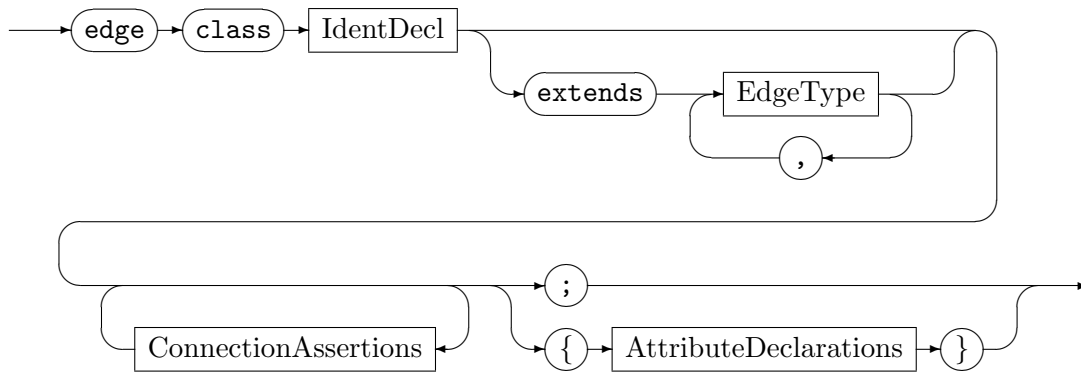 edge class IdentDecl
extends EdgeType
,
;
ConnectionAssertions { AttributeDeclarations }